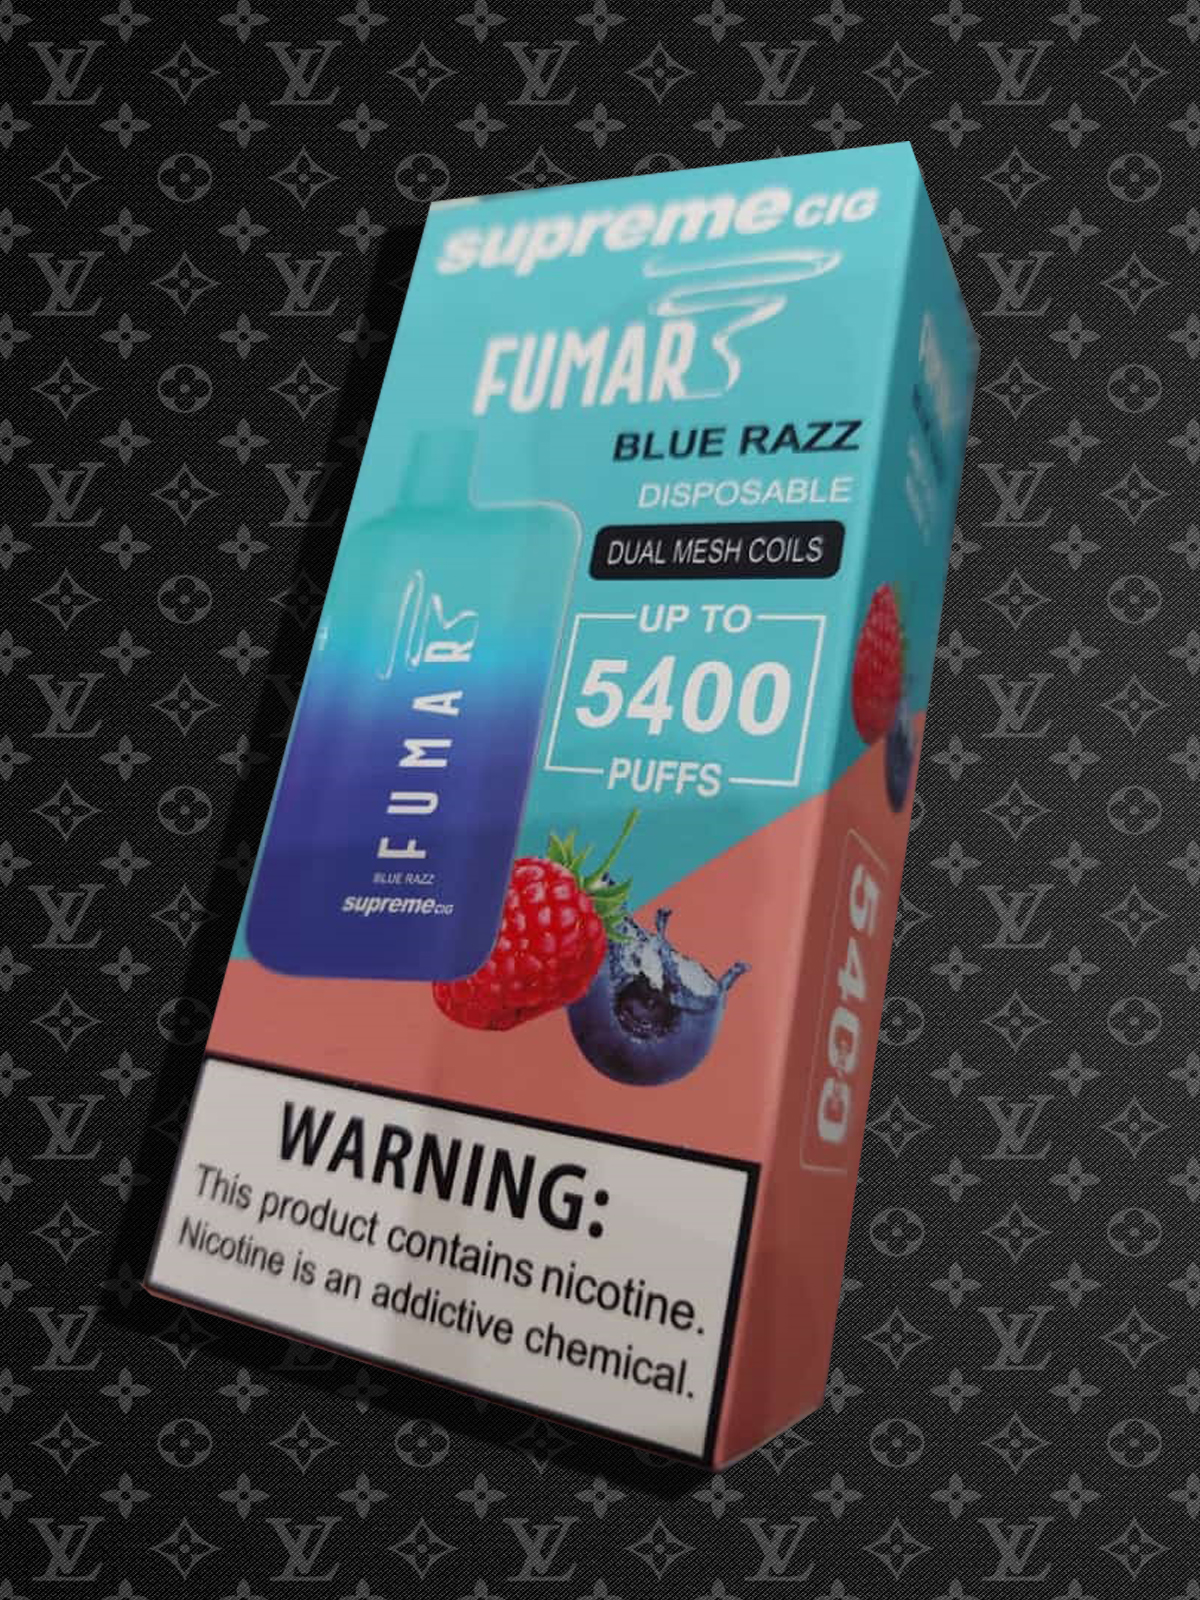 supreme CIG
FUMAR
BLUE RAZZ
DISPOSABLE
DUAL MESH COILS
UP TO
5400
PUFFS
FUMAR
BLUE RAZZ
supreme CIG
5400
WARNING:
This product contains nicotine.
Nicotine is an addictive chemical.